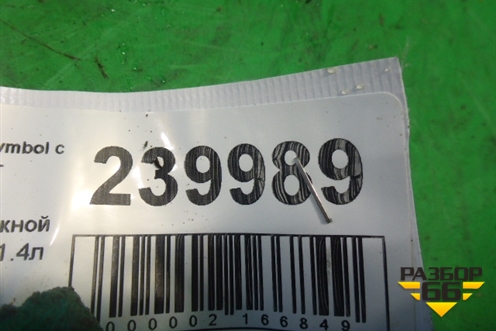 ymbol с
239989
жной
1.4л
000002166849
РАЗБОР
66